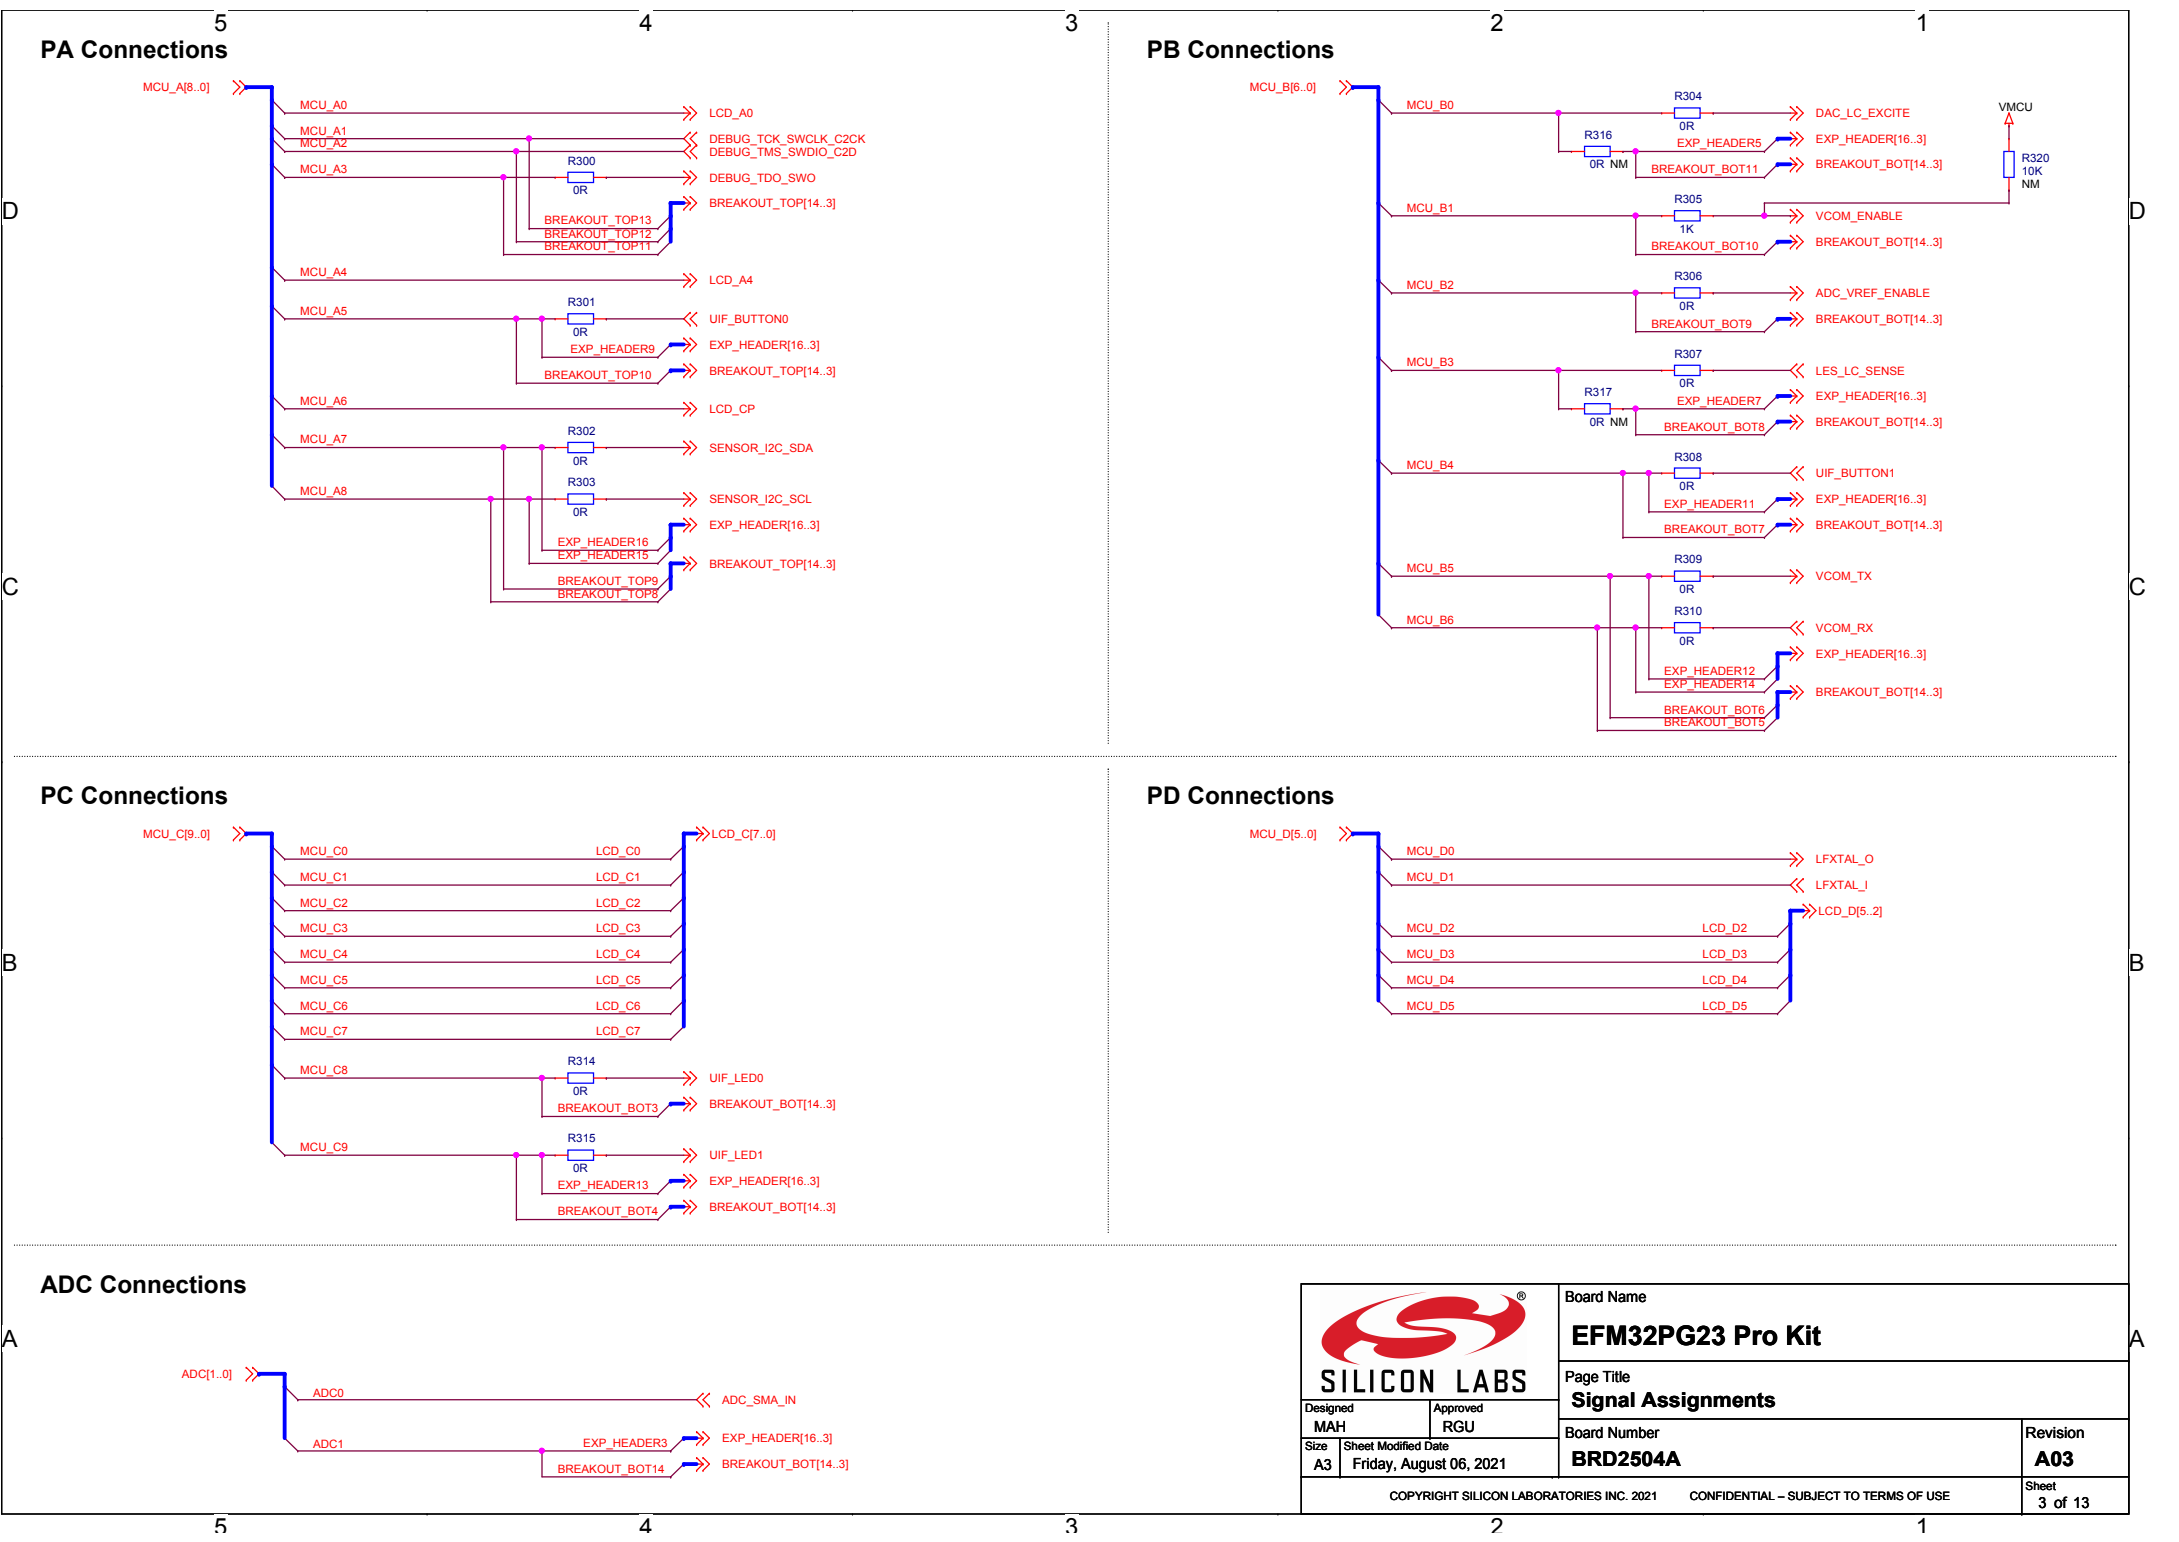 5 4 3 2 1
PA Connections
MCU_A[8..0]
MCU_A0
LCD_A0
MCU_A1
DEBUG_TCK_SWCLK_C2CK
MCU_A2
DEBUG_TMS_SWDIO_C2D
MCU_A3
R300
0R
DEBUG_TDO_SWO
BREAKOUT_TOP[14..3]
BREAKOUT_TOP13
BREAKOUT_TOP12
BREAKOUT_TOP11
MCU_A4
LCD_A4
MCU_A5
R301
0R
UIF_BUTTON0
EXP_HEADER9
EXP_HEADER[16..3]
BREAKOUT_TOP10
BREAKOUT_TOP[14..3]
MCU_A6
LCD_CP
MCU_A7
R302
0R
SENSOR_I2C_SDA
MCU_A8
R303
0R
SENSOR_I2C_SCL
EXP_HEADER[16..3]
EXP_HEADER16
EXP_HEADER15
BREAKOUT_TOP[14..3]
BREAKOUT_TOP9
BREAKOUT_TOP8
PB Connections
MCU_B[6..0]
MCU_B0
R304
0R
DAC_LC_EXCITE
R316
0R NM
EXP_HEADER5
EXP_HEADER[16..3]
BREAKOUT_BOT11
BREAKOUT_BOT[14..3]
VMCU
R320
10K
NM
MCU_B1
R305
1K
VCOM_ENABLE
BREAKOUT_BOT10
BREAKOUT_BOT[14..3]
MCU_B2
R306
0R
ADC_VREF_ENABLE
BREAKOUT_BOT9
BREAKOUT_BOT[14..3]
MCU_B3
R307
0R
LES_LC_SENSE
R317
0R NM
EXP_HEADER7
EXP_HEADER[16..3]
BREAKOUT_BOT8
BREAKOUT_BOT[14..3]
MCU_B4
R308
0R
UIF_BUTTON1
EXP_HEADER11
EXP_HEADER[16..3]
BREAKOUT_BOT7
BREAKOUT_BOT[14..3]
MCU_B5
R309
0R
VCOM_TX
MCU_B6
R310
0R
VCOM_RX
EXP_HEADER[16..3]
EXP_HEADER12
EXP_HEADER14
BREAKOUT_BOT[14..3]
BREAKOUT_BOT6
BREAKOUT_BOT5
D D
C C
PC Connections
MCU_C[9..0]
LCD_C[7..0]
MCU_C0 LCD_C0
MCU_C1 LCD_C1
MCU_C2 LCD_C2
MCU_C3 LCD_C3
MCU_C4 LCD_C4
MCU_C5 LCD_C5
MCU_C6 LCD_C6
MCU_C7 LCD_C7
MCU_C8
R314
0R
UIF_LED0
BREAKOUT_BOT3
BREAKOUT_BOT[14..3]
MCU_C9
R315
0R
UIF_LED1
EXP_HEADER13
EXP_HEADER[16..3]
BREAKOUT_BOT4
BREAKOUT_BOT[14..3]
PD Connections
MCU_D[5..0]
MCU_D0
LFXTAL_O
MCU_D1
LFXTAL_I
LCD_D[5..2]
MCU_D2 LCD_D2
MCU_D3 LCD_D3
MCU_D4 LCD_D4
MCU_D5 LCD_D5
B B
ADC Connections
ADC[1..0]
ADC0
ADC_SMA_IN
ADC1
EXP_HEADER3
EXP_HEADER[16..3]
BREAKOUT_BOT14
BREAKOUT_BOT[14..3]
A A
®
SILICON LABS
Board Name
EFM32PG23 Pro Kit
Page Title
Signal Assignments
Designed
MAH
Approved
RGU
Board Number
BRD2504A
Revision
A03
Size
A3
Sheet Modified Date
Friday, August 06, 2021
COPYRIGHT SILICON LABORATORIES INC. 2021 CONFIDENTIAL – SUBJECT TO TERMS OF USE
Sheet
3 of 13
5 4 3 2 1